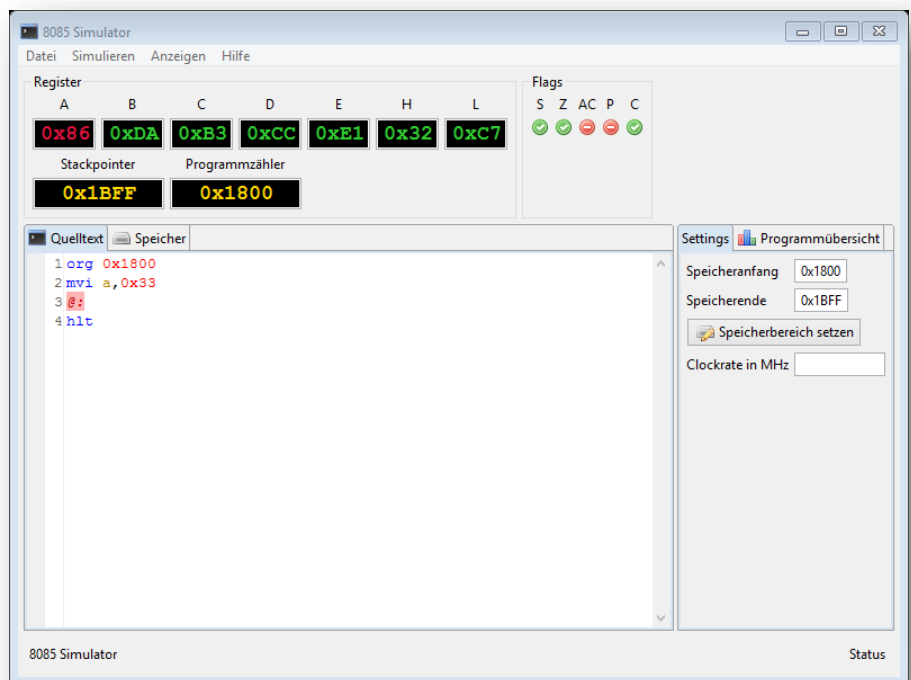 8085 Simulator
Datei Simulieren Anzeigen Hilfe
Register
A B C D E H L
0x86 0xDA 0xB3 0xCC 0xE1 0x32 0xC7
Stackpointer Programmzähler
0x1BFF 0x1800
Flags
S Z AC P C
Quelltext Speicher
1 org 0x1800
2 mvi a,0x33
3 @:
4 hlt
Settings Programmübersicht
Speicheranfang 0x1800
Speicherende 0x1BFF
Speicherbereich setzen
Clockrate in MHz
8085 Simulator Status